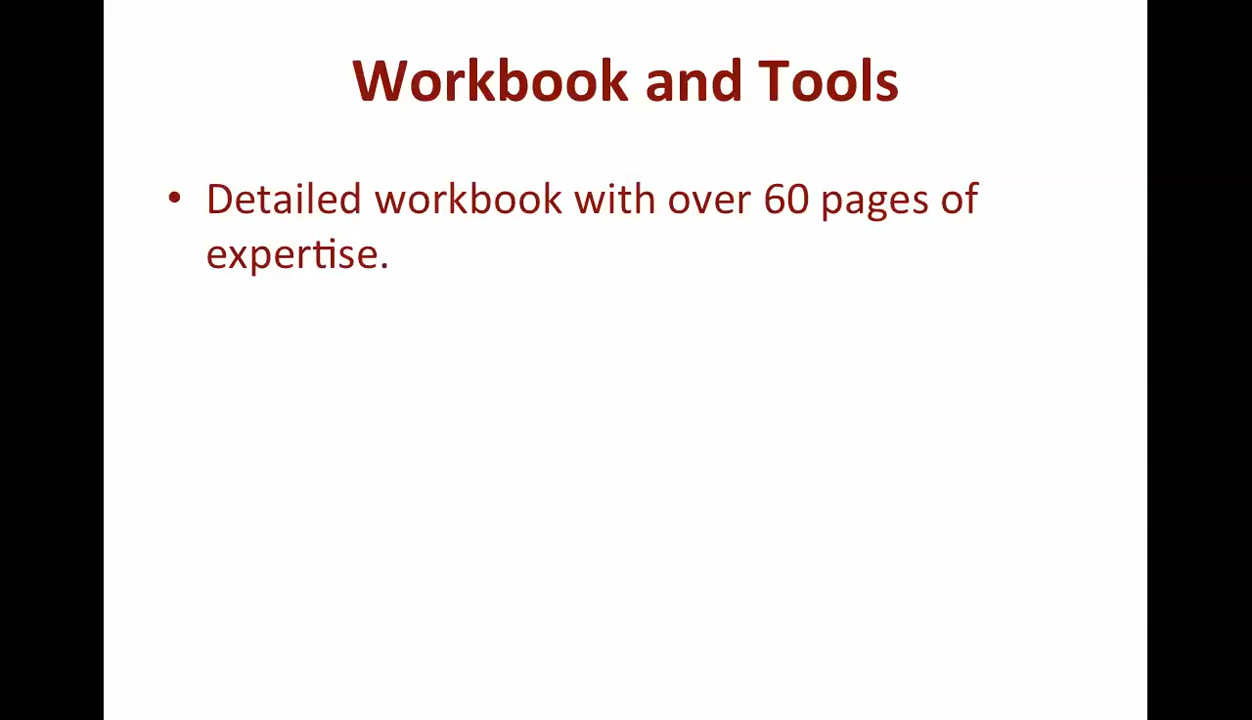 Workbook and Tools
• Detailed workbook with over 60 pages of
expertise.